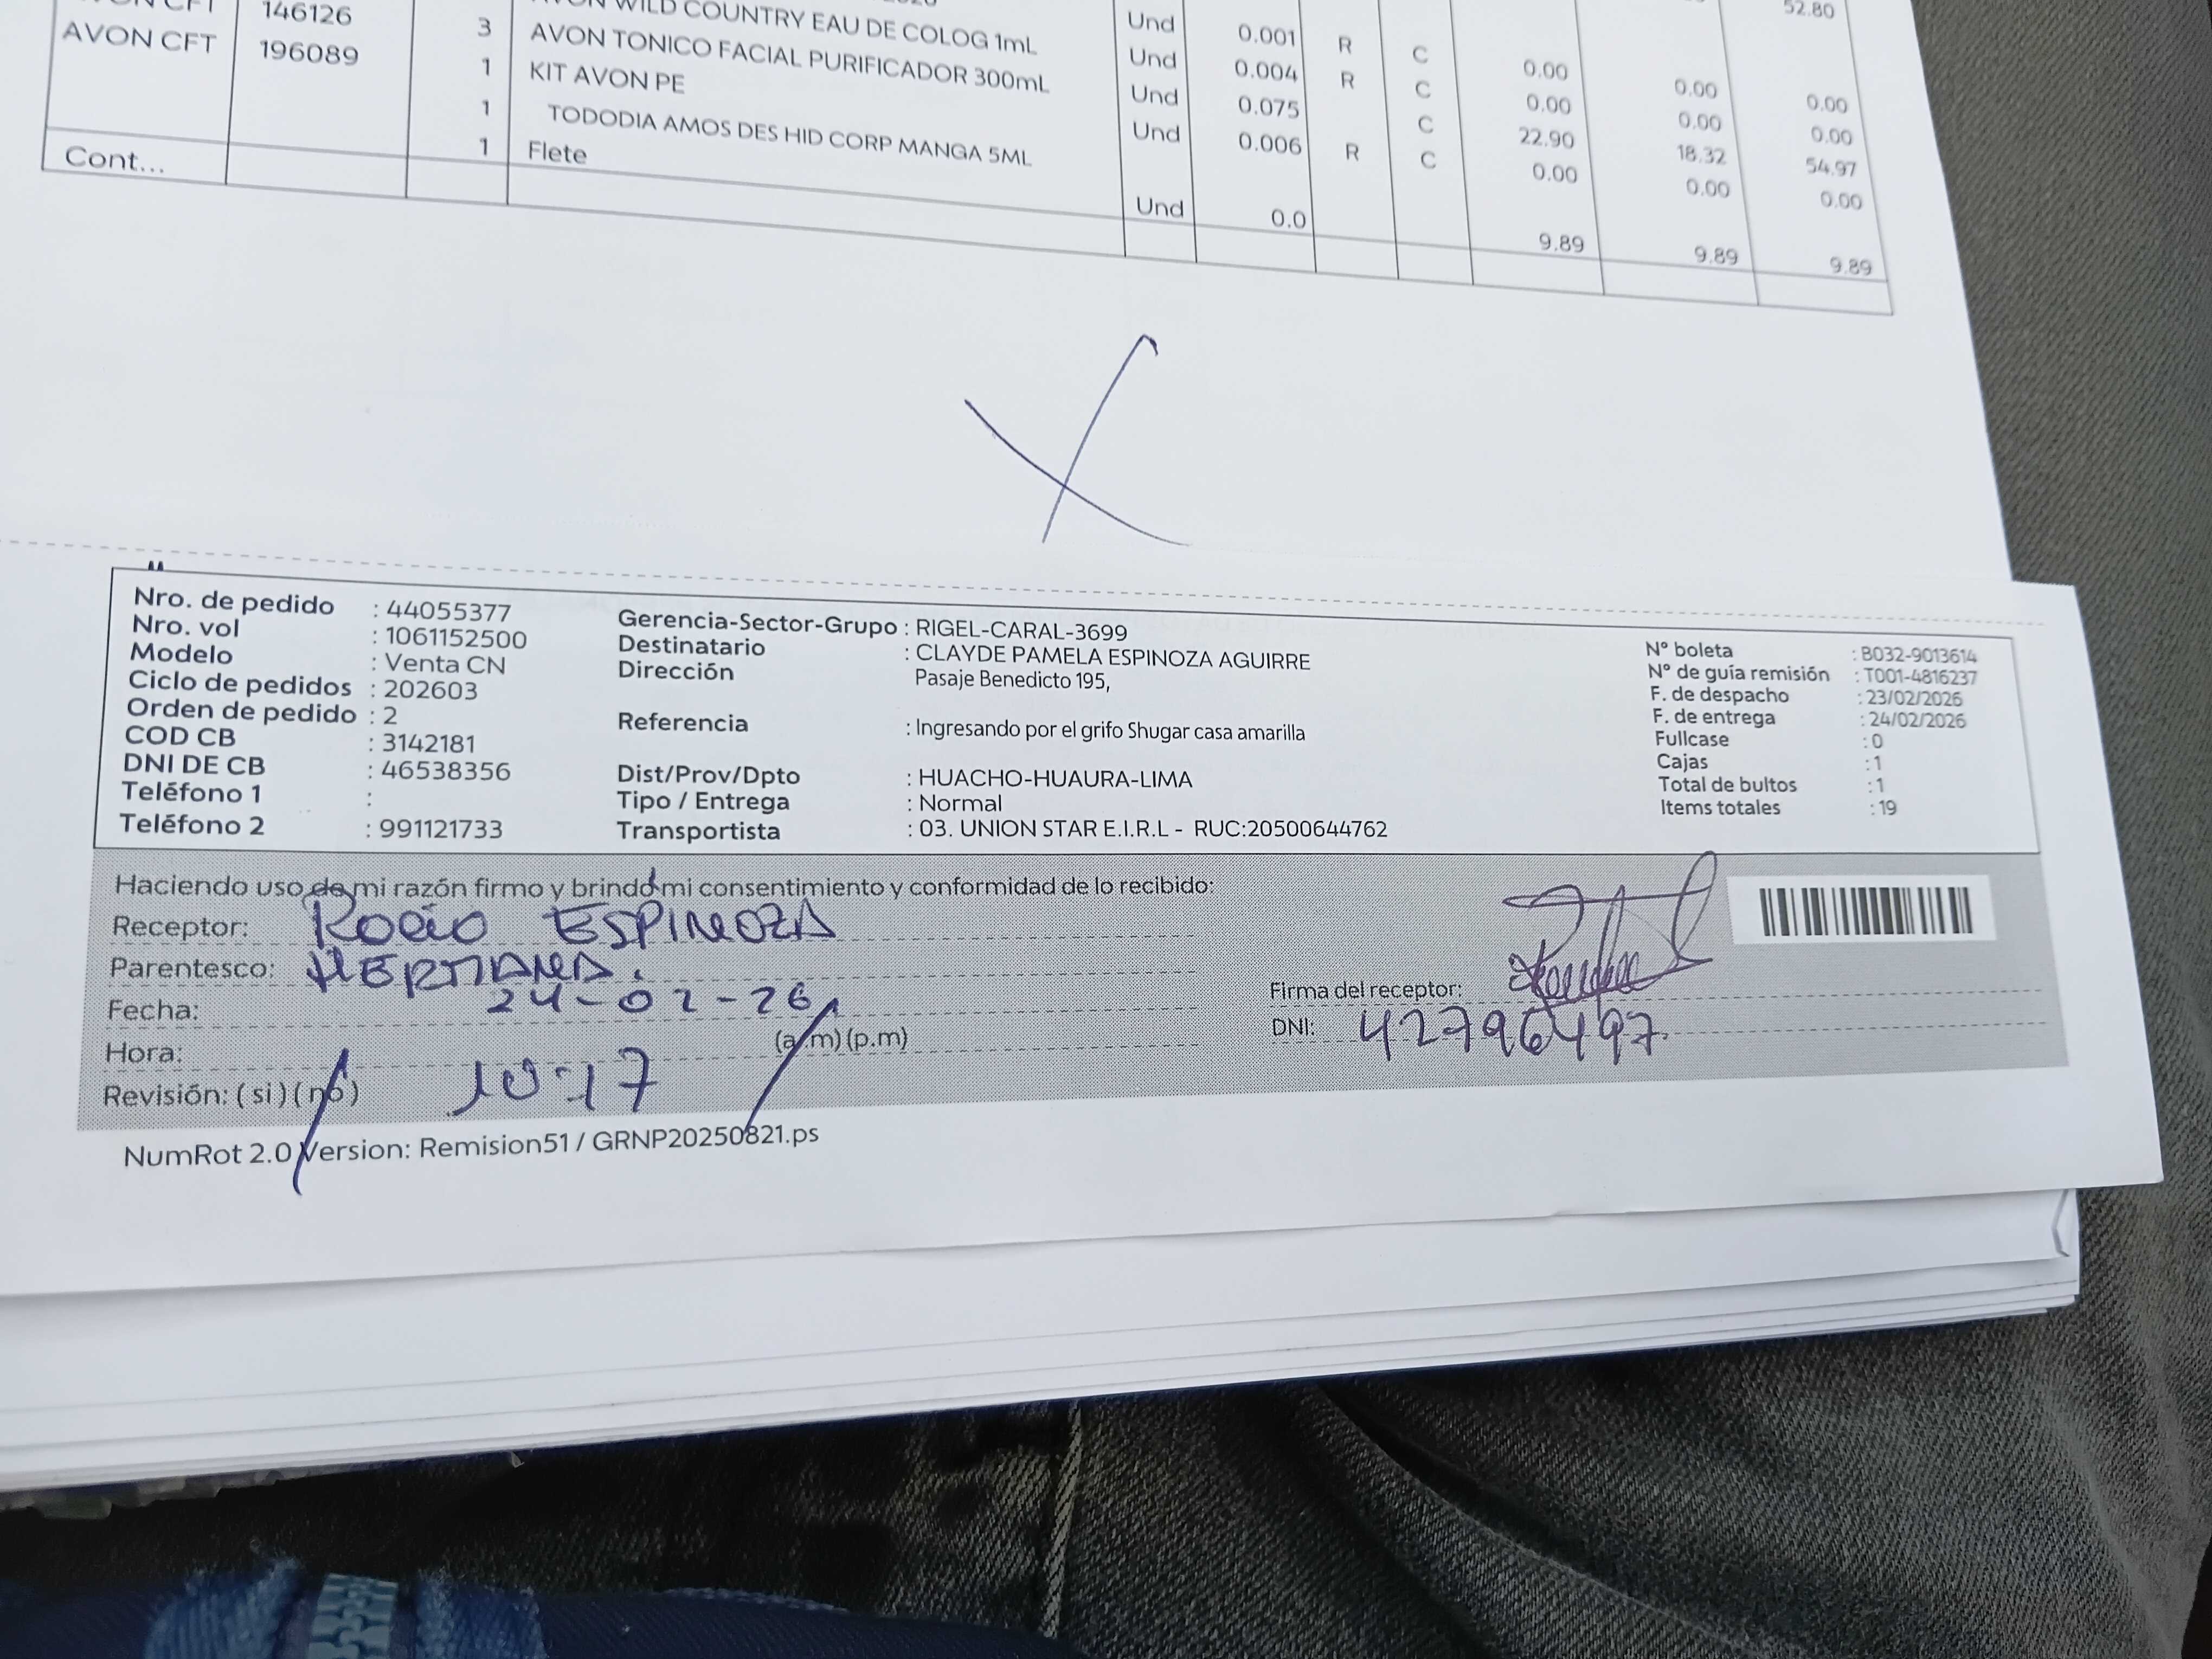 52.80
146126
WILD COUNTRY EAU DE COLOG 1mL Und 0.001 R C 0.00 0.00 0.00
AVON CFT 196089 3 AVON TONICO FACIAL PURIFICADOR 300mL Und 0.004 R C 0.00 0.00 0.00
1 KIT AVON PE Und 0.075 C 22.90 18.32 54.97
1 TODODIA AMOS DES HID CORP MANGA 5ML Und 0.006 R C 0.00 0.00 0.00
Cont... 1 Flete Und 0.0 9.89 9.89 9.89
Nro. de pedido : 44055377
Nro. vol : 1061152500
Modelo : Venta CN
Ciclo de pedidos : 202603
Orden de pedido : 2
COD CB : 3142181
DNI DE CB : 46538356
Teléfono 1 :
Teléfono 2 : 991121733
Gerencia-Sector-Grupo : RIGEL-CARAL-3699
Destinatario : CLAYDE PAMELA ESPINOZA AGUIRRE
Dirección Pasaje Benedicto 195,
Referencia : Ingresando por el grifo Shugar casa amarilla
Dist/Prov/Dpto : HUACHO-HUAURA-LIMA
Tipo / Entrega : Normal
Transportista : 03. UNION STAR E.I.R.L - RUC:20500644762
N° boleta : B032-9013614
N° de guía remisión : T001-4816237
F. de despacho : 23/02/2026
F. de entrega : 24/02/2026
Fullcase : 0
Cajas : 1
Total de bultos : 1
Items totales : 19
Haciendo uso de mi razón firmo y brindo mi consentimiento y conformidad de lo recibido:
Receptor: Rocío ESPINOZA
Parentesco: HERMANA.
Fecha: 24-02-26
Hora: 10:17 (a.m) (p.m)
Revisión: (si) (no)
Firma del receptor:
DNI: 42796497
NumRot 2.0 Version: Remision51 / GRNP20250821.ps